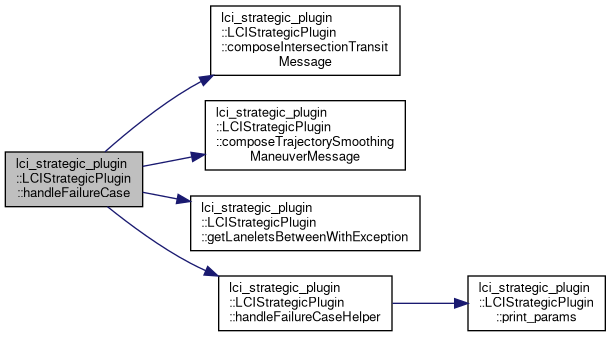 lci_strategic_plugin
::LCIStrategicPlugin
::composeIntersectionTransit
Message
lci_strategic_plugin
::LCIStrategicPlugin
::composeTrajectorySmoothing
ManeuverMessage
lci_strategic_plugin
::LCIStrategicPlugin
::handleFailureCase
lci_strategic_plugin
::LCIStrategicPlugin
::getLaneletsBetweenWithException
lci_strategic_plugin
::LCIStrategicPlugin
::handleFailureCaseHelper
lci_strategic_plugin
::LCIStrategicPlugin
::print_params